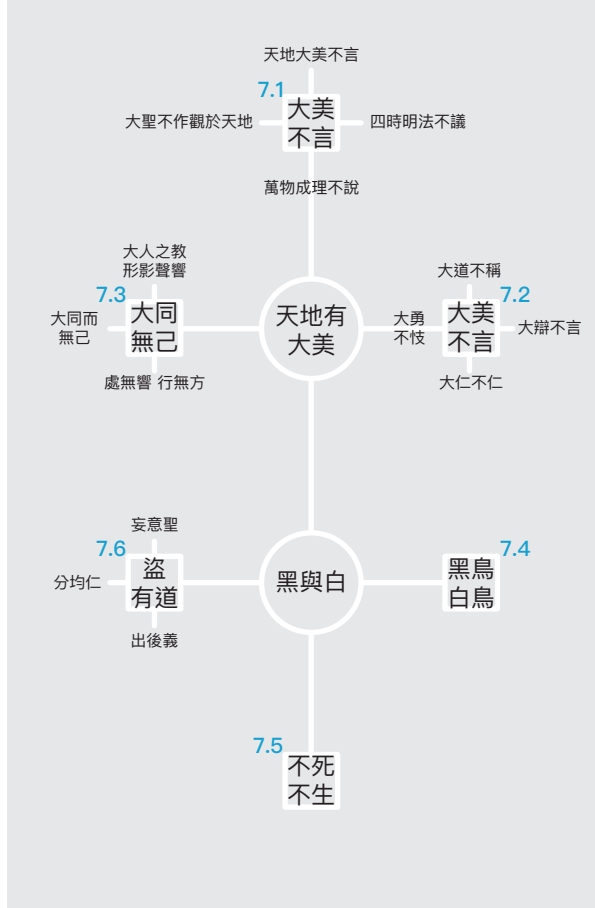 天地大美不言
7.1
大美
不言
大聖不作觀於天地
四時明法不議
萬物成理不說
大人之教
形影聲響
7.3
大同
無己
大同而
無己
處無響 行無方
天地有
大美
大道不稱
7.2
大美
不言
大勇
不忮
大辯不言
大仁不仁
妄意聖
7.6
盜
有道
分均仁
出後義
黑與白
7.4
黑鳥
白鳥
7.5
不死
不生